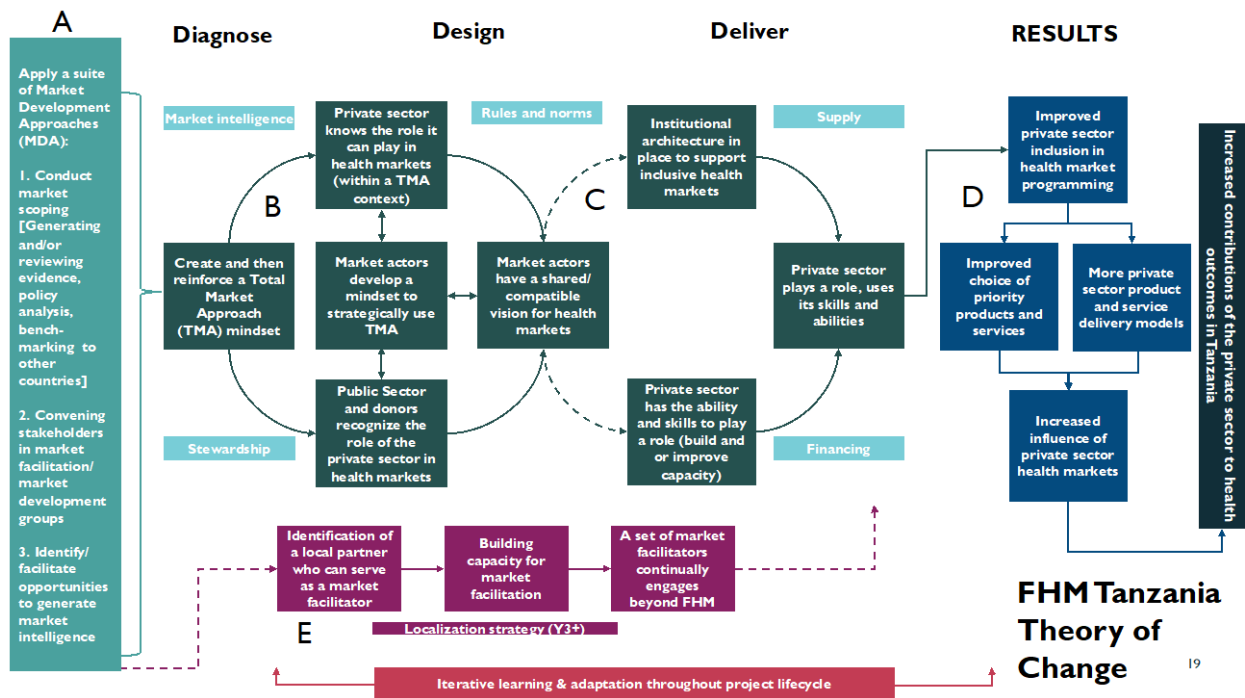 A
Apply a suite of
Market
Development
Approaches
(MDA):
1. Conduct
market
scoping
[Generating
and/or
reviewing
evidence,
policy
analysis,
bench-
marking to
other
countries]
2. Convening
stakeholders
in market
facilitation/
market
development
groups
3. Identify/
facilitate
opportunities
to generate
market
intelligence
Diagnose
Design
Deliver
RESULTS
Market intelligence
Rules and norms
Supply
Stewardship
Financing
B
Create and then
reinforce a Total
Market
Approach
(TMA) mindset
Private sector
knows the role it
can play in
health markets
(within a TMA
context)
Market actors
develop a
mindset to
strategically use
TMA
Public Sector
and donors
recognize the
role of the
private sector in
health markets
Market actors
have a shared/
compatible
vision for health
markets
C
Institutional
architecture in
place to support
inclusive health
markets
Private sector
has the ability
and skills to play
a role (build and
or improve
capacity)
Private sector
plays a role, uses
its skills and
abilities
D
Improved
private sector
inclusion in
health market
programming
Improved
choice of
priority
products and
services
More private
sector product
and service
delivery models
Increased
influence of
private sector
health markets
Increased contributions of the private sector to health
outcomes in Tanzania
E
Identification of
a local partner
who can serve
as a market
facilitator
Building
capacity for
market
facilitation
A set of market
facilitators
continually
engages
beyond FHM
Localization strategy (Y3+)
Iterative learning & adaptation throughout project lifecycle
FHM Tanzania
Theory of
Change
19